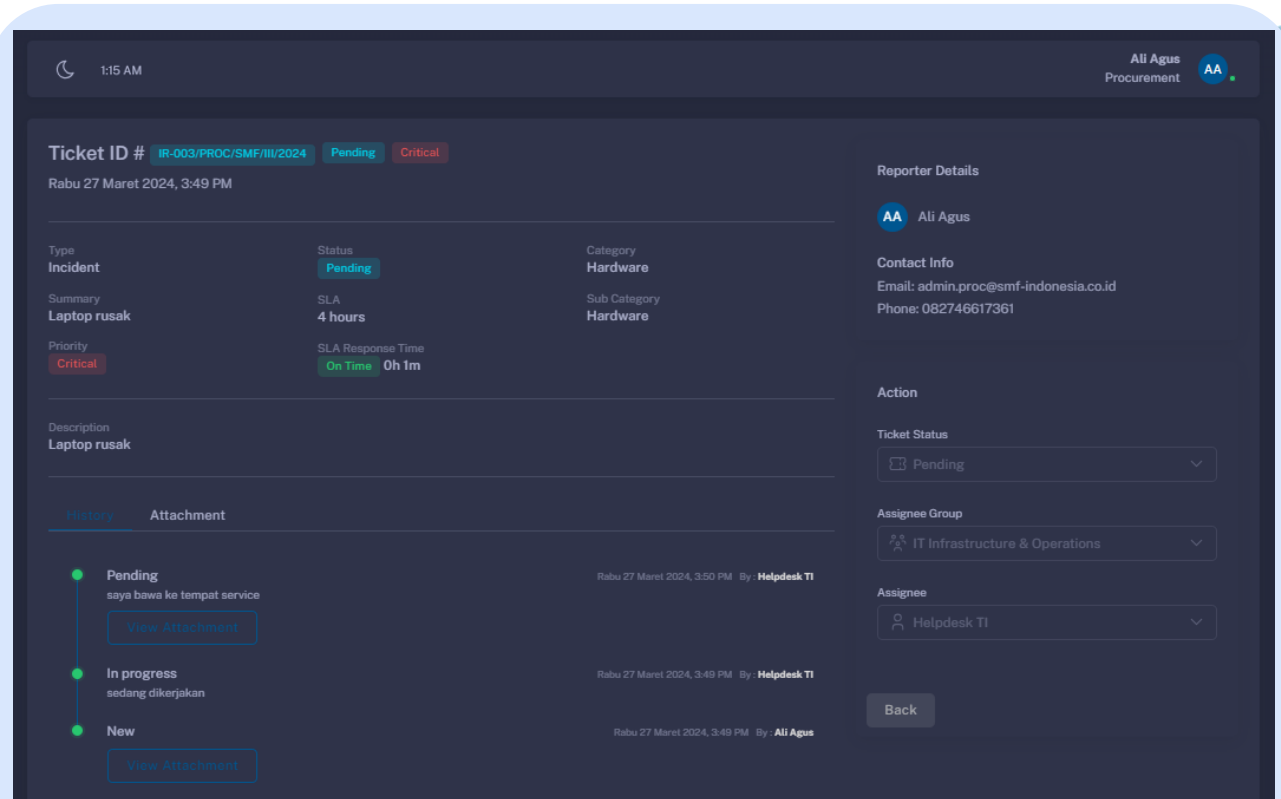 1:15 AM
Ali Agus
Procurement
AA
Ticket ID # IR-003/PROC/SMF/III/2024 Pending Critical
Rabu 27 Maret 2024, 3:49 PM
Type
Incident
Status
Pending
Category
Hardware
Summary
Laptop rusak
SLA
4 hours
Sub Category
Hardware
Priority
Critical
SLA Response Time
On Time 0h 1m
Description
Laptop rusak
History Attachment
Pending
Rabu 27 Maret 2024, 3:50 PM By : Helpdesk TI
saya bawa ke tempat service
View Attachment
In progress
Rabu 27 Maret 2024, 3:49 PM By : Helpdesk TI
sedang dikerjakan
New
Rabu 27 Maret 2024, 3:49 PM By : Ali Agus
View Attachment
Reporter Details
AA Ali Agus
Contact Info
Email: admin.proc@smf-indonesia.co.id
Phone: 082746617361
Action
Ticket Status
Pending
Assignee Group
IT Infrastructure & Operations
Assignee
Helpdesk TI
Back